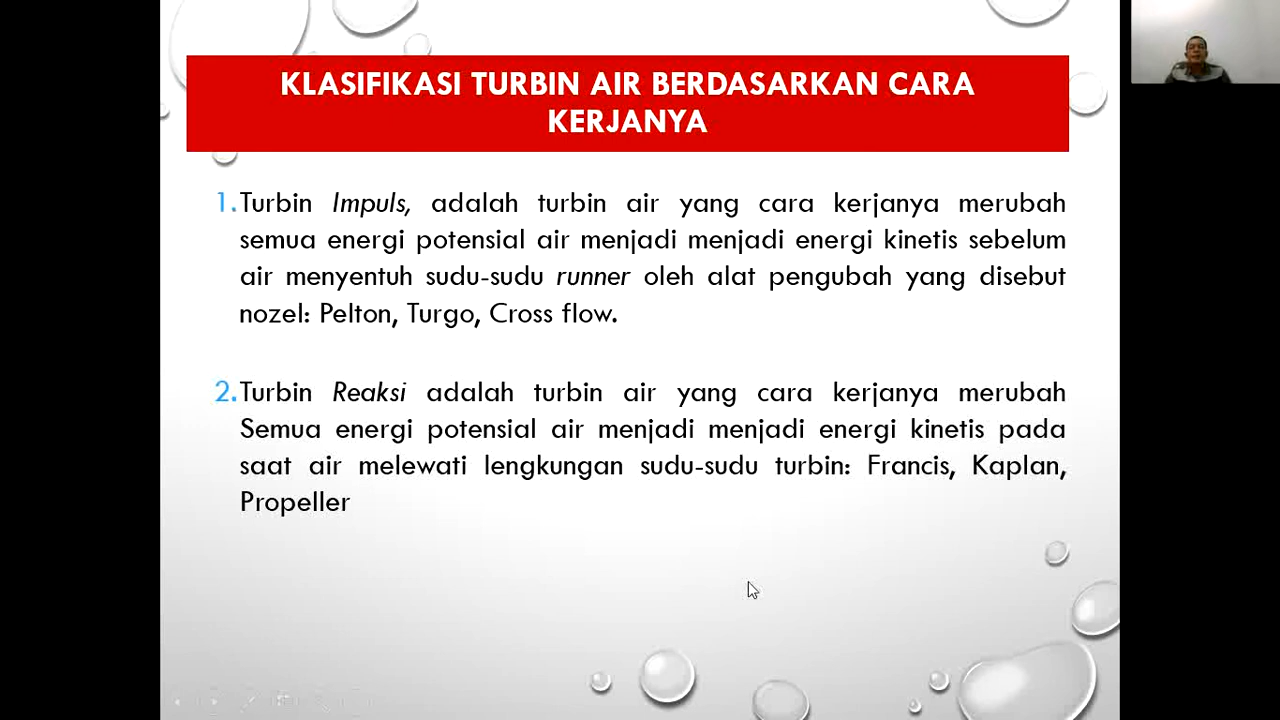 KLASIFIKASI TURBIN AIR BERDASARKAN CARA
KERJANYA
1. Turbin Impuls, adalah turbin air yang cara kerjanya merubah
semua energi potensial air menjadi menjadi energi kinetis sebelum
air menyentuh sudu-sudu runner oleh alat pengubah yang disebut
nozel: Pelton, Turgo, Cross flow.
2. Turbin Reaksi adalah turbin air yang cara kerjanya merubah
Semua energi potensial air menjadi menjadi energi kinetis pada
saat air melewati lengkungan sudu-sudu turbin: Francis, Kaplan,
Propeller